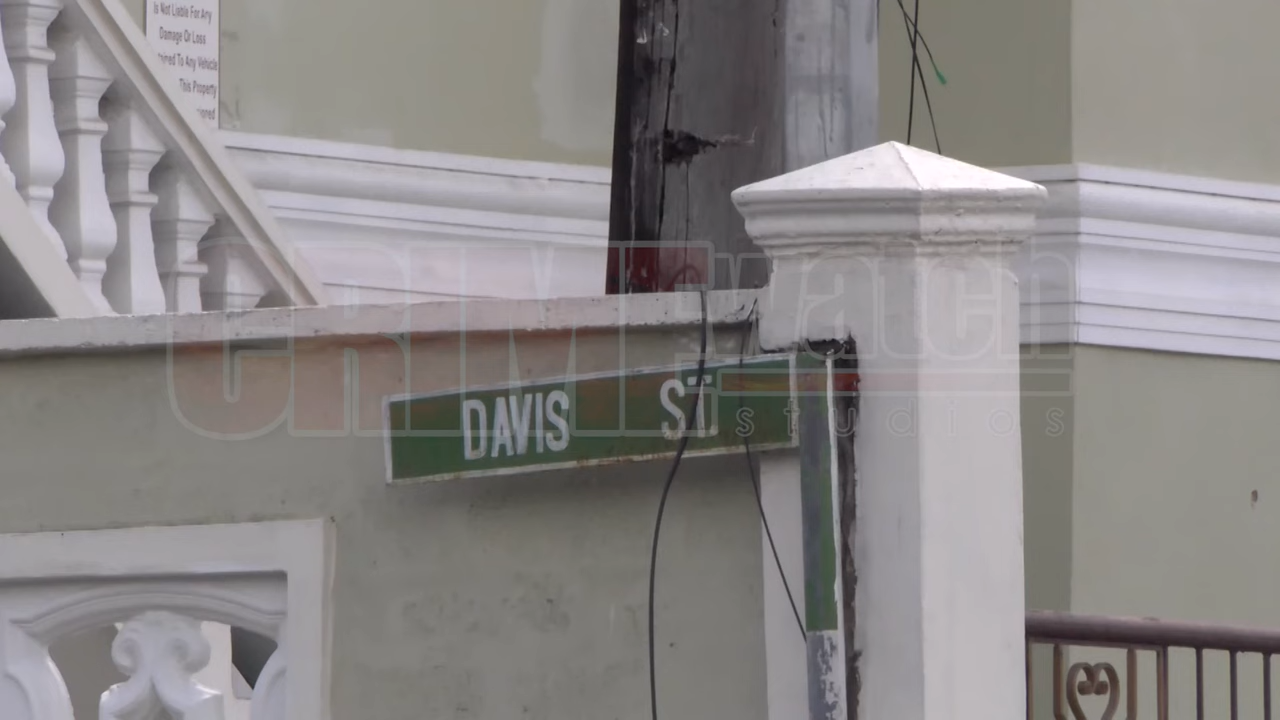 Is Not Liable For Any
Damage Or Loss
To Any Vehicle
This Property
CRIMEwatch
studios
DAVIS ST.